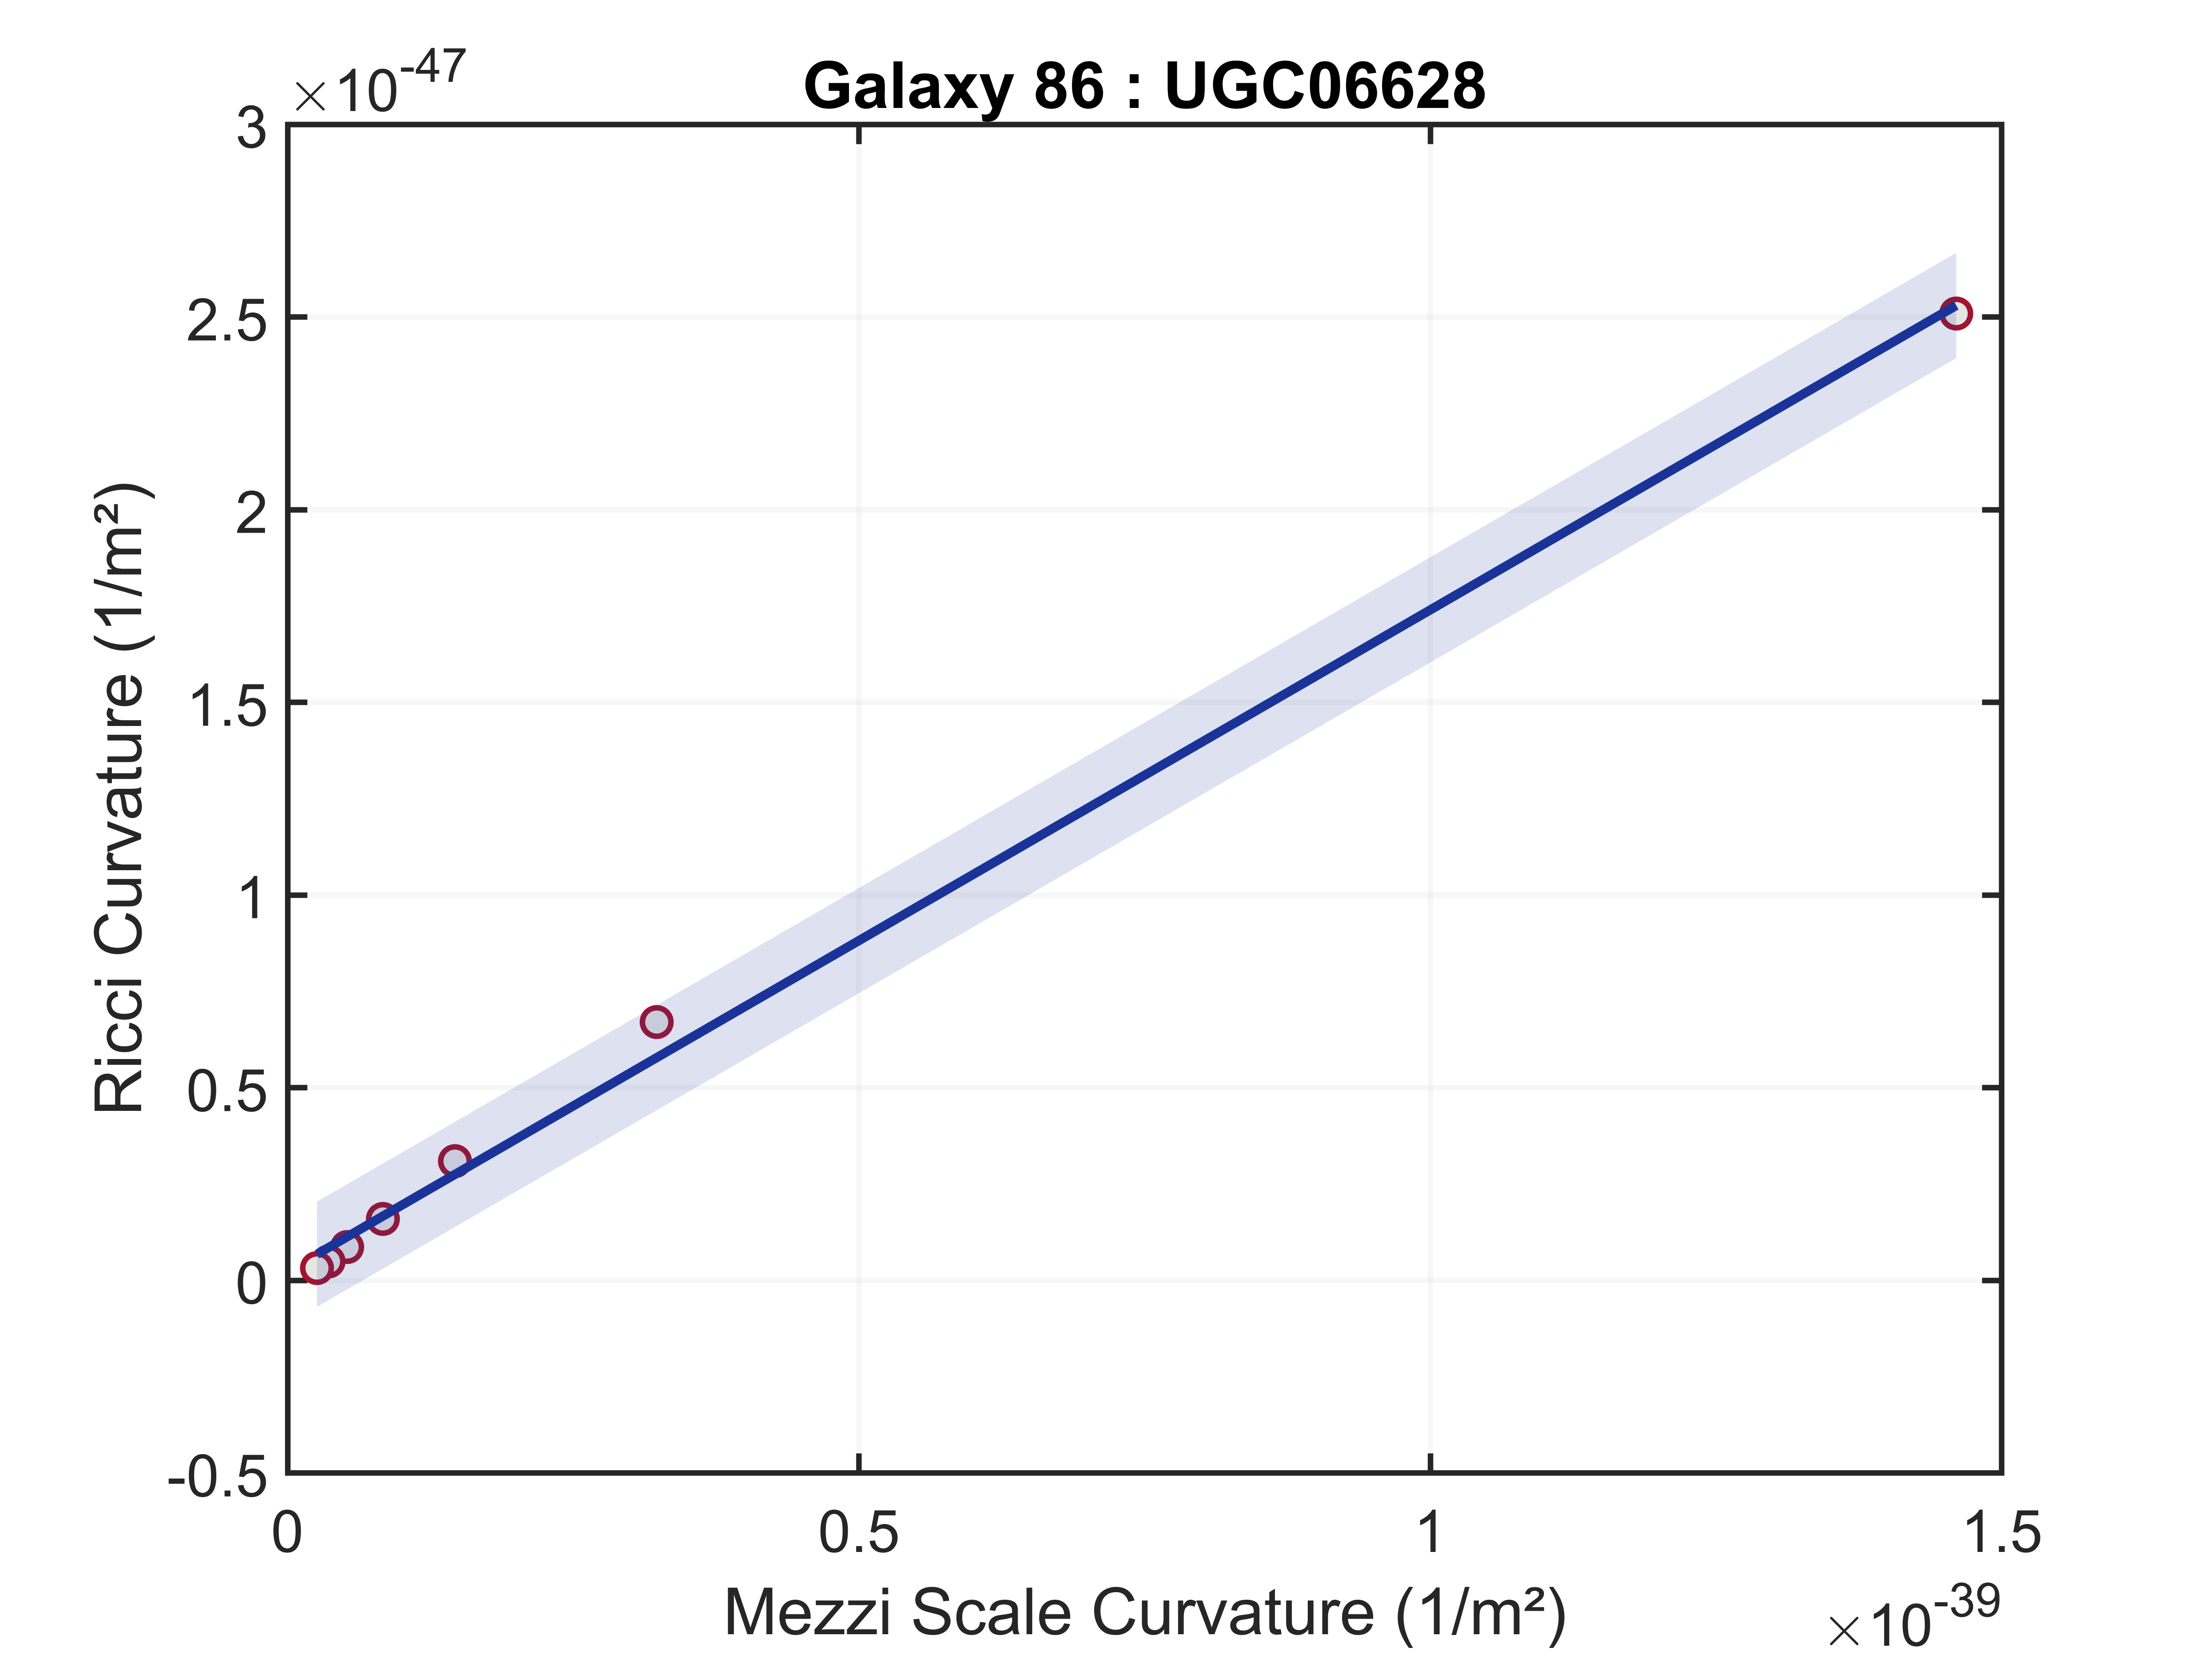 ×10-47
Galaxy 86 : UGC06628
3
2.5
2
1.5
1
0.5
0
-0.5
Ricci Curvature (1/m²)
0 0.5 1 1.5
Mezzi Scale Curvature (1/m²)
×10-39